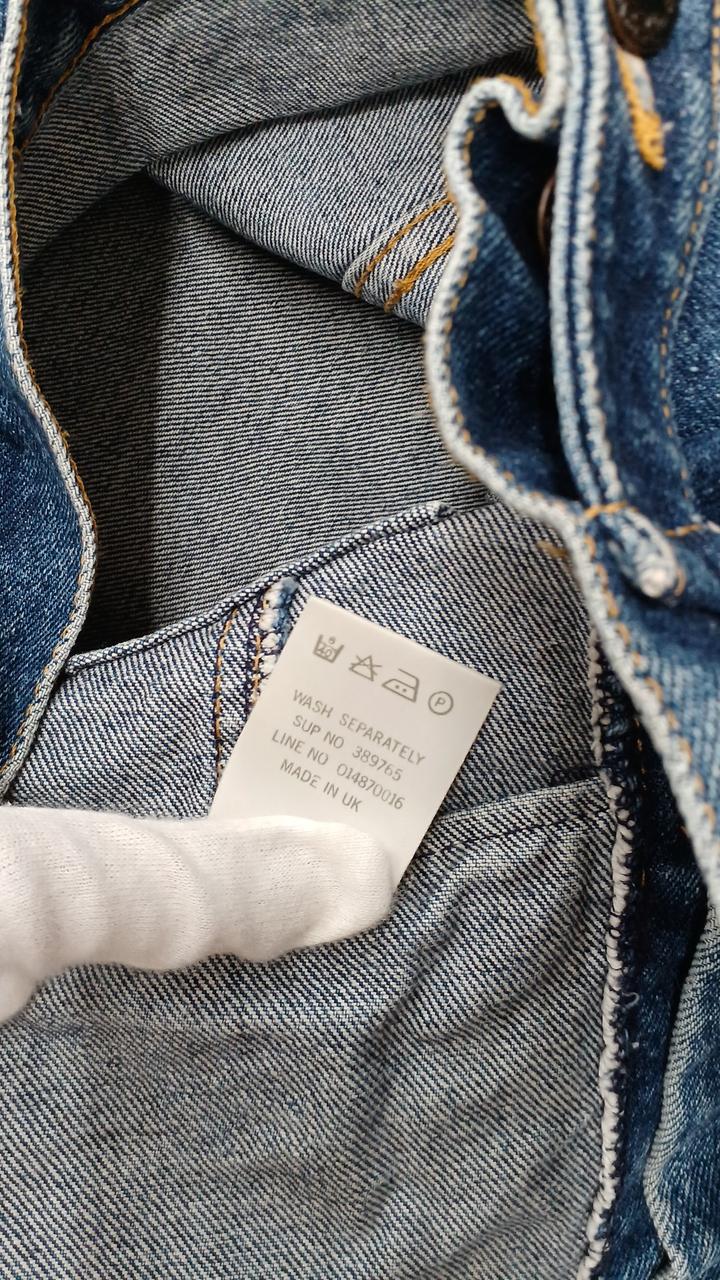 P
WASH SEPARATELY
SUP NO 389765
LINE NO 014870016
MADE IN UK